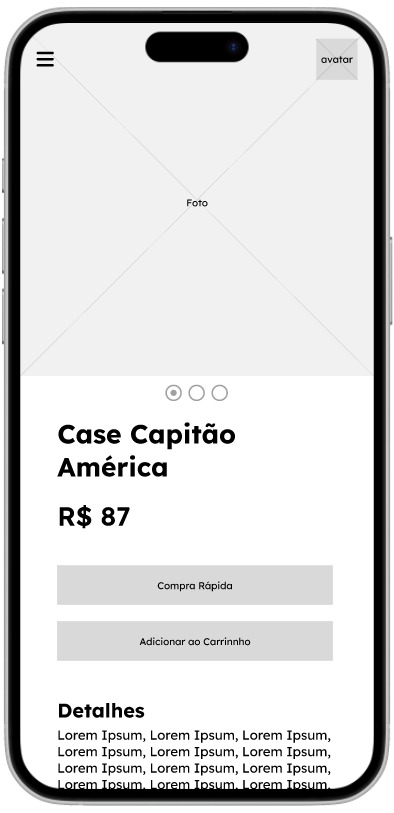 avatar
Foto
Case Capitão
América
R$ 87
Compra Rápida
Adicionar ao Carrinnho
Detalhes
Lorem Ipsum, Lorem Ipsum, Lorem Ipsum,
Lorem Ipsum, Lorem Ipsum, Lorem Ipsum,
Lorem Ipsum, Lorem Ipsum, Lorem Ipsum,
Lorem Ipsum, Lorem Ipsum, Lorem Ipsum,